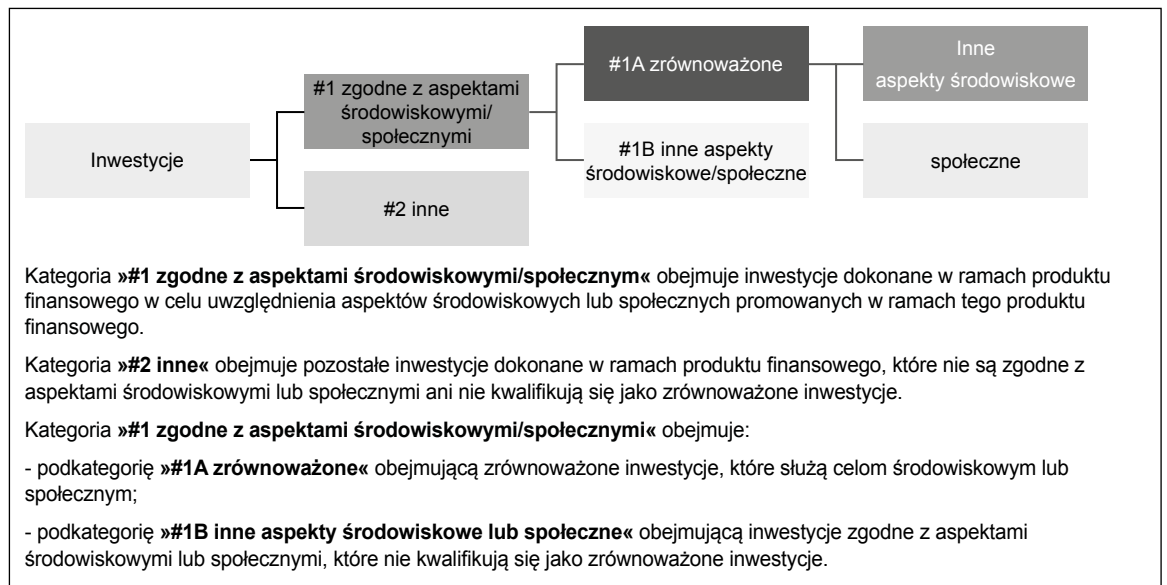 Inwestycje
#1 zgodne z aspektami
środowiskowymi/
społecznymi
#2 inne
#1A zrównoważone
#1B inne aspekty
środowiskowe/społeczne
Inne
aspekty środowiskowe
społeczne
Kategoria »#1 zgodne z aspektami środowiskowymi/społecznym« obejmuje inwestycje dokonane w ramach produktu
finansowego w celu uwzględnienia aspektów środowiskowych lub społecznych promowanych w ramach tego produktu
finansowego.
Kategoria »#2 inne« obejmuje pozostałe inwestycje dokonane w ramach produktu finansowego, które nie są zgodne z
aspektami środowiskowymi lub społecznymi ani nie kwalifikują się jako zrównoważone inwestycje.
Kategoria »#1 zgodne z aspektami środowiskowymi/społecznymi« obejmuje:
- podkategorię »#1A zrównoważone« obejmującą zrównoważone inwestycje, które służą celom środowiskowym lub
społecznym;
- podkategorię »#1B inne aspekty środowiskowe lub społeczne« obejmującą inwestycje zgodne z aspektami
środowiskowymi lub społecznymi, które nie kwalifikują się jako zrównoważone inwestycje.